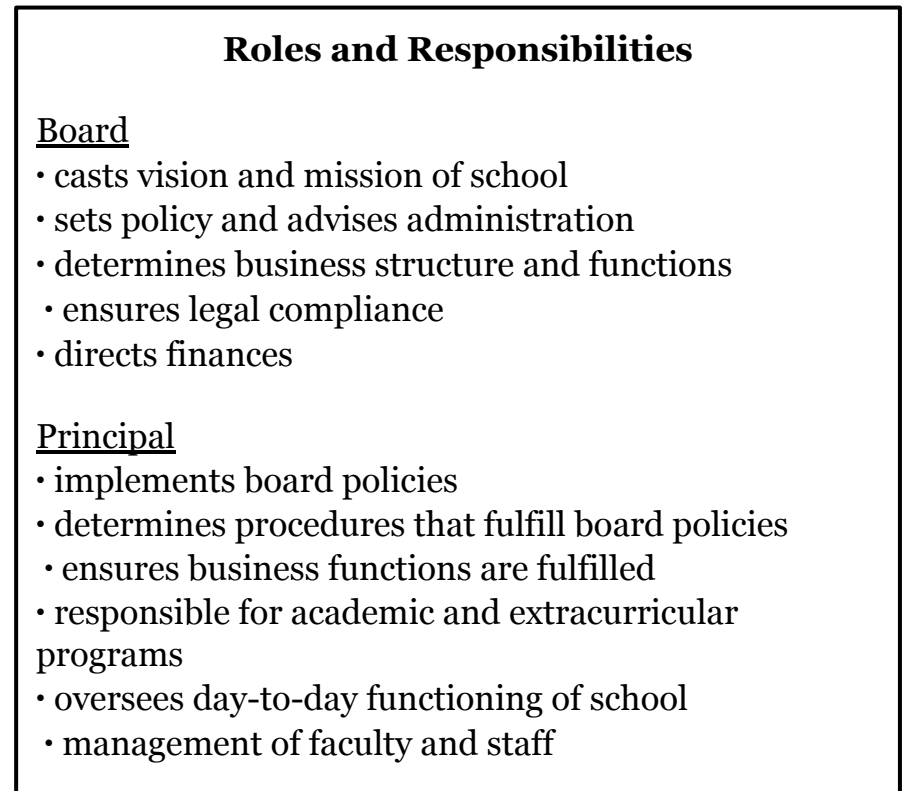 Roles and Responsibilities
Board
· casts vision and mission of school
· sets policy and advises administration
· determines business structure and functions
· ensures legal compliance
· directs finances
Principal
· implements board policies
· determines procedures that fulfill board policies
· ensures business functions are fulfilled
· responsible for academic and extracurricular
programs
· oversees day-to-day functioning of school
· management of faculty and staff